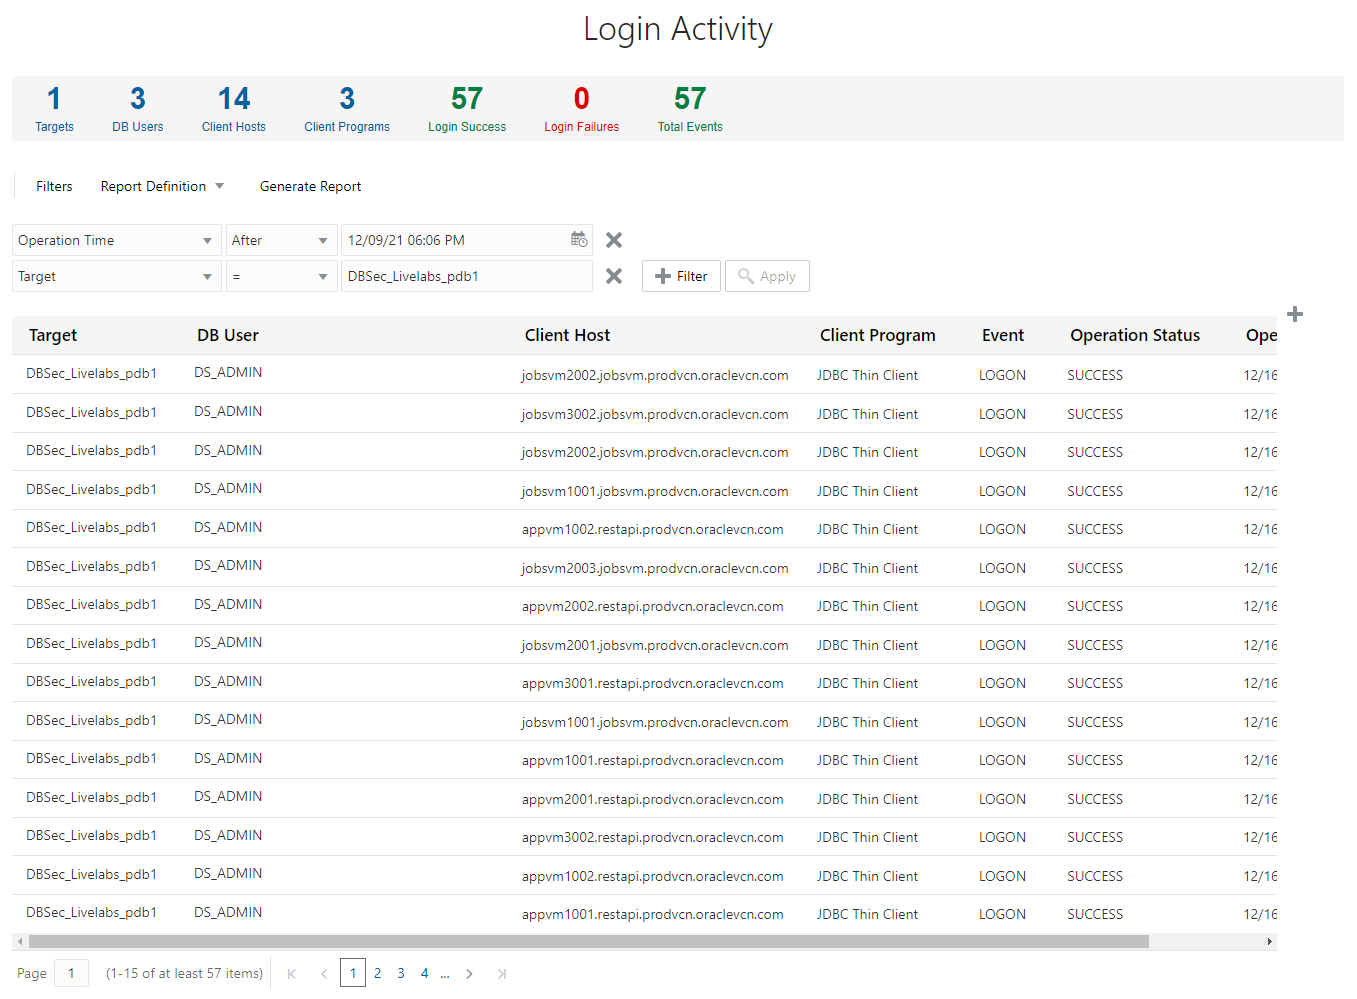 Login Activity
1 3 14 3 57 0 57
Targets DB Users Client Hosts Client Programs Login Success Login Failures Total Events
Filters Report Definition Generate Report
Operation Time After 12/09/21 06:06 PM
Target = DBSec_Livelabs_pdb1 Filter Apply
Target DB User Client Host Client Program Event Operation Status Ope
DBSec_Livelabs_pdb1 DS_ADMIN jobsvm2002.jobsvm.prodvcn.oraclevcn.com JDBC Thin Client LOGON SUCCESS 12/16
DBSec_Livelabs_pdb1 DS_ADMIN jobsvm3002.jobsvm.prodvcn.oraclevcn.com JDBC Thin Client LOGON SUCCESS 12/16
DBSec_Livelabs_pdb1 DS_ADMIN jobsvm2002.jobsvm.prodvcn.oraclevcn.com JDBC Thin Client LOGON SUCCESS 12/16
DBSec_Livelabs_pdb1 DS_ADMIN jobsvm1001.jobsvm.prodvcn.oraclevcn.com JDBC Thin Client LOGON SUCCESS 12/16
DBSec_Livelabs_pdb1 DS_ADMIN appvm1002.restapi.prodvcn.oraclevcn.com JDBC Thin Client LOGON SUCCESS 12/16
DBSec_Livelabs_pdb1 DS_ADMIN jobsvm2003.jobsvm.prodvcn.oraclevcn.com JDBC Thin Client LOGON SUCCESS 12/16
DBSec_Livelabs_pdb1 DS_ADMIN appvm2002.restapi.prodvcn.oraclevcn.com JDBC Thin Client LOGON SUCCESS 12/16
DBSec_Livelabs_pdb1 DS_ADMIN jobsvm2001.jobsvm.prodvcn.oraclevcn.com JDBC Thin Client LOGON SUCCESS 12/16
DBSec_Livelabs_pdb1 DS_ADMIN appvm3001.restapi.prodvcn.oraclevcn.com JDBC Thin Client LOGON SUCCESS 12/16
DBSec_Livelabs_pdb1 DS_ADMIN jobsvm1001.jobsvm.prodvcn.oraclevcn.com JDBC Thin Client LOGON SUCCESS 12/16
DBSec_Livelabs_pdb1 DS_ADMIN appvm1001.restapi.prodvcn.oraclevcn.com JDBC Thin Client LOGON SUCCESS 12/16
DBSec_Livelabs_pdb1 DS_ADMIN appvm2001.restapi.prodvcn.oraclevcn.com JDBC Thin Client LOGON SUCCESS 12/16
DBSec_Livelabs_pdb1 DS_ADMIN appvm3002.restapi.prodvcn.oraclevcn.com JDBC Thin Client LOGON SUCCESS 12/16
DBSec_Livelabs_pdb1 DS_ADMIN appvm1002.restapi.prodvcn.oraclevcn.com JDBC Thin Client LOGON SUCCESS 12/16
DBSec_Livelabs_pdb1 DS_ADMIN appvm1001.restapi.prodvcn.oraclevcn.com JDBC Thin Client LOGON SUCCESS 12/16
Page 1 (1-15 of at least 57 items) 1 2 3 4 ...